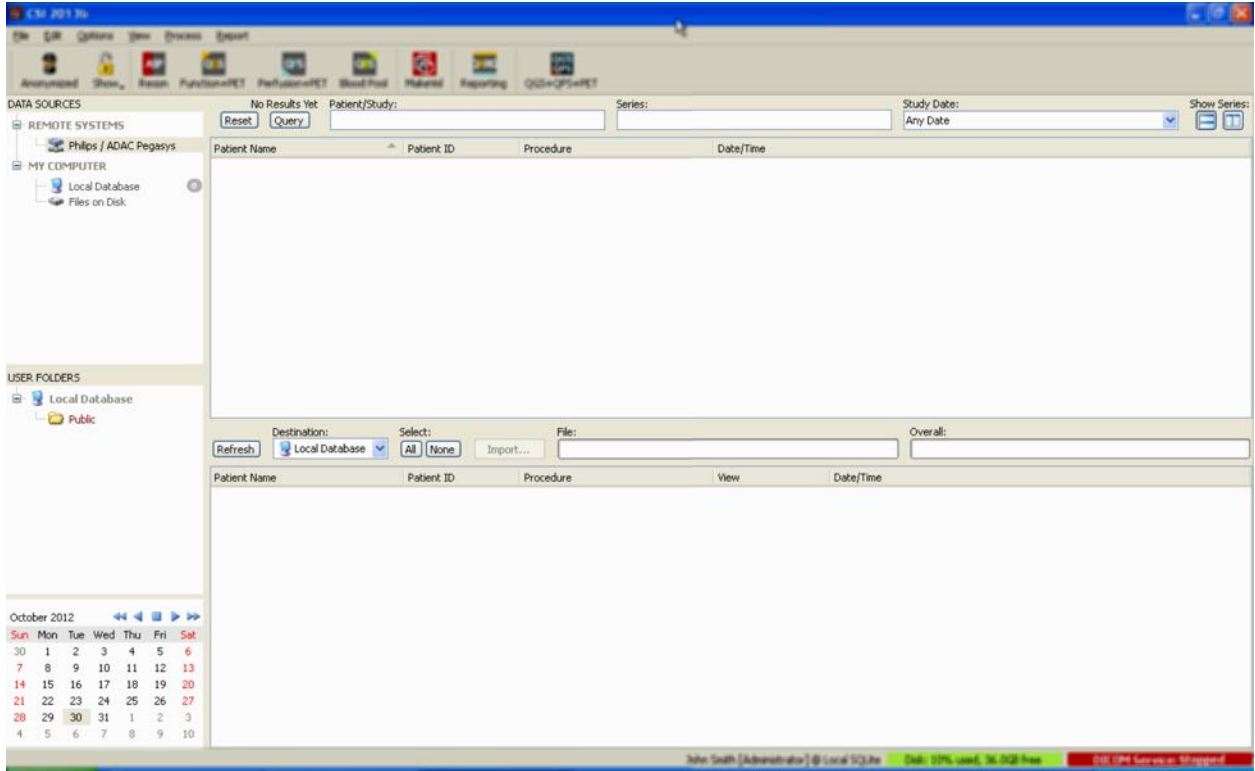 CSI 2013b
File Edit Options View Process Export
Anonymized Show... Fusion Function+PET Perfusion+PET Blood Pool Reporting QGS+QPS+PET
DATA SOURCES
REMOTE SYSTEMS
Philips / ADAC Pegasys
MY COMPUTER
Local Database
Files on Disk
No Results Yet Patient/Study: Series: Study Date: Show Series:
Reset Query Any Date
Patient Name Patient ID Procedure Date/Time
USER FOLDERS
Local Database
Public
Destination: Select: File: Overall:
Refresh Local Database All None Import...
Patient Name Patient ID Procedure View Date/Time
October 2012
Sun Mon Tue Wed Thu Fri Sat
30 1 2 3 4 5 6
7 8 9 10 11 12 13
14 15 16 17 18 19 20
21 22 23 24 25 26 27
28 29 30 31 1 2 3
4 5 6 7 8 9 10
John Smith [Administrator] @ Local SQLite Disk: 10% used, 36.0GB free DICOM Service: Stopped